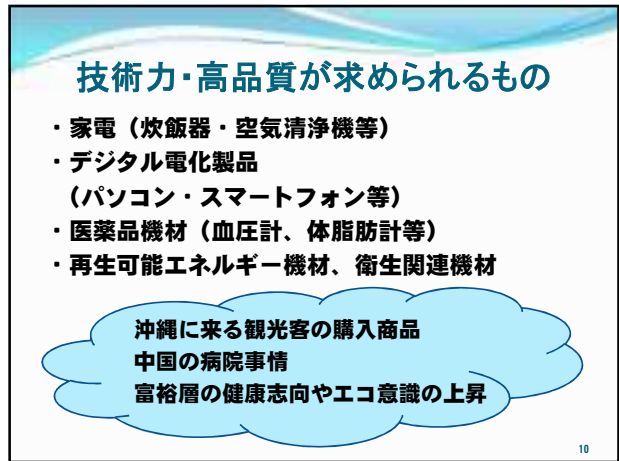 技術力・高品質が求められるもの
・家電（炊飯器・空気清浄機等）
・デジタル電化製品
（パソコン・スマートフォン等）
・医薬品機材（血圧計、体脂肪計等）
・再生可能エネルギー機材、衛生関連機材
沖縄に来る観光客の購入商品
中国の病院事情
富裕層の健康志向やエコ意識の上昇
10